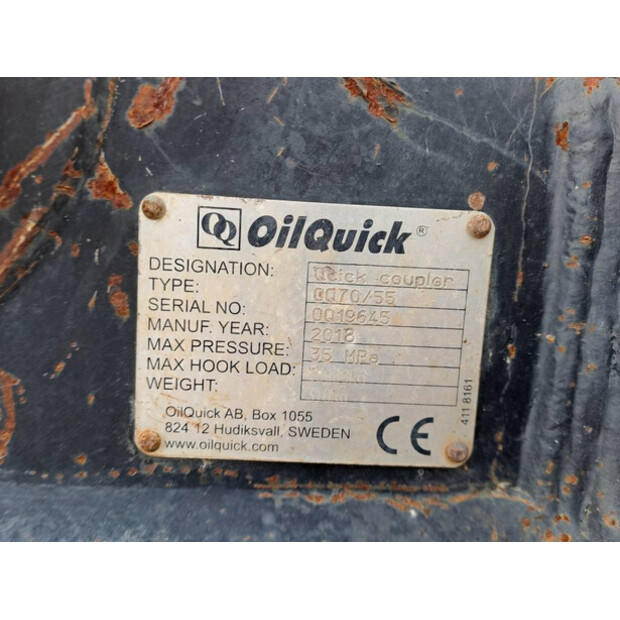 OQ OilQuick®
DESIGNATION: Quick coupler
TYPE: OQ70/55
SERIAL NO: OQ19645
MANUF. YEAR: 2018
MAX PRESSURE: 35 MPa
MAX HOOK LOAD:
WEIGHT:
OilQuick AB, Box 1055
824 12 Hudiksvall, SWEDEN
www.oilquick.com
CE
411 8161